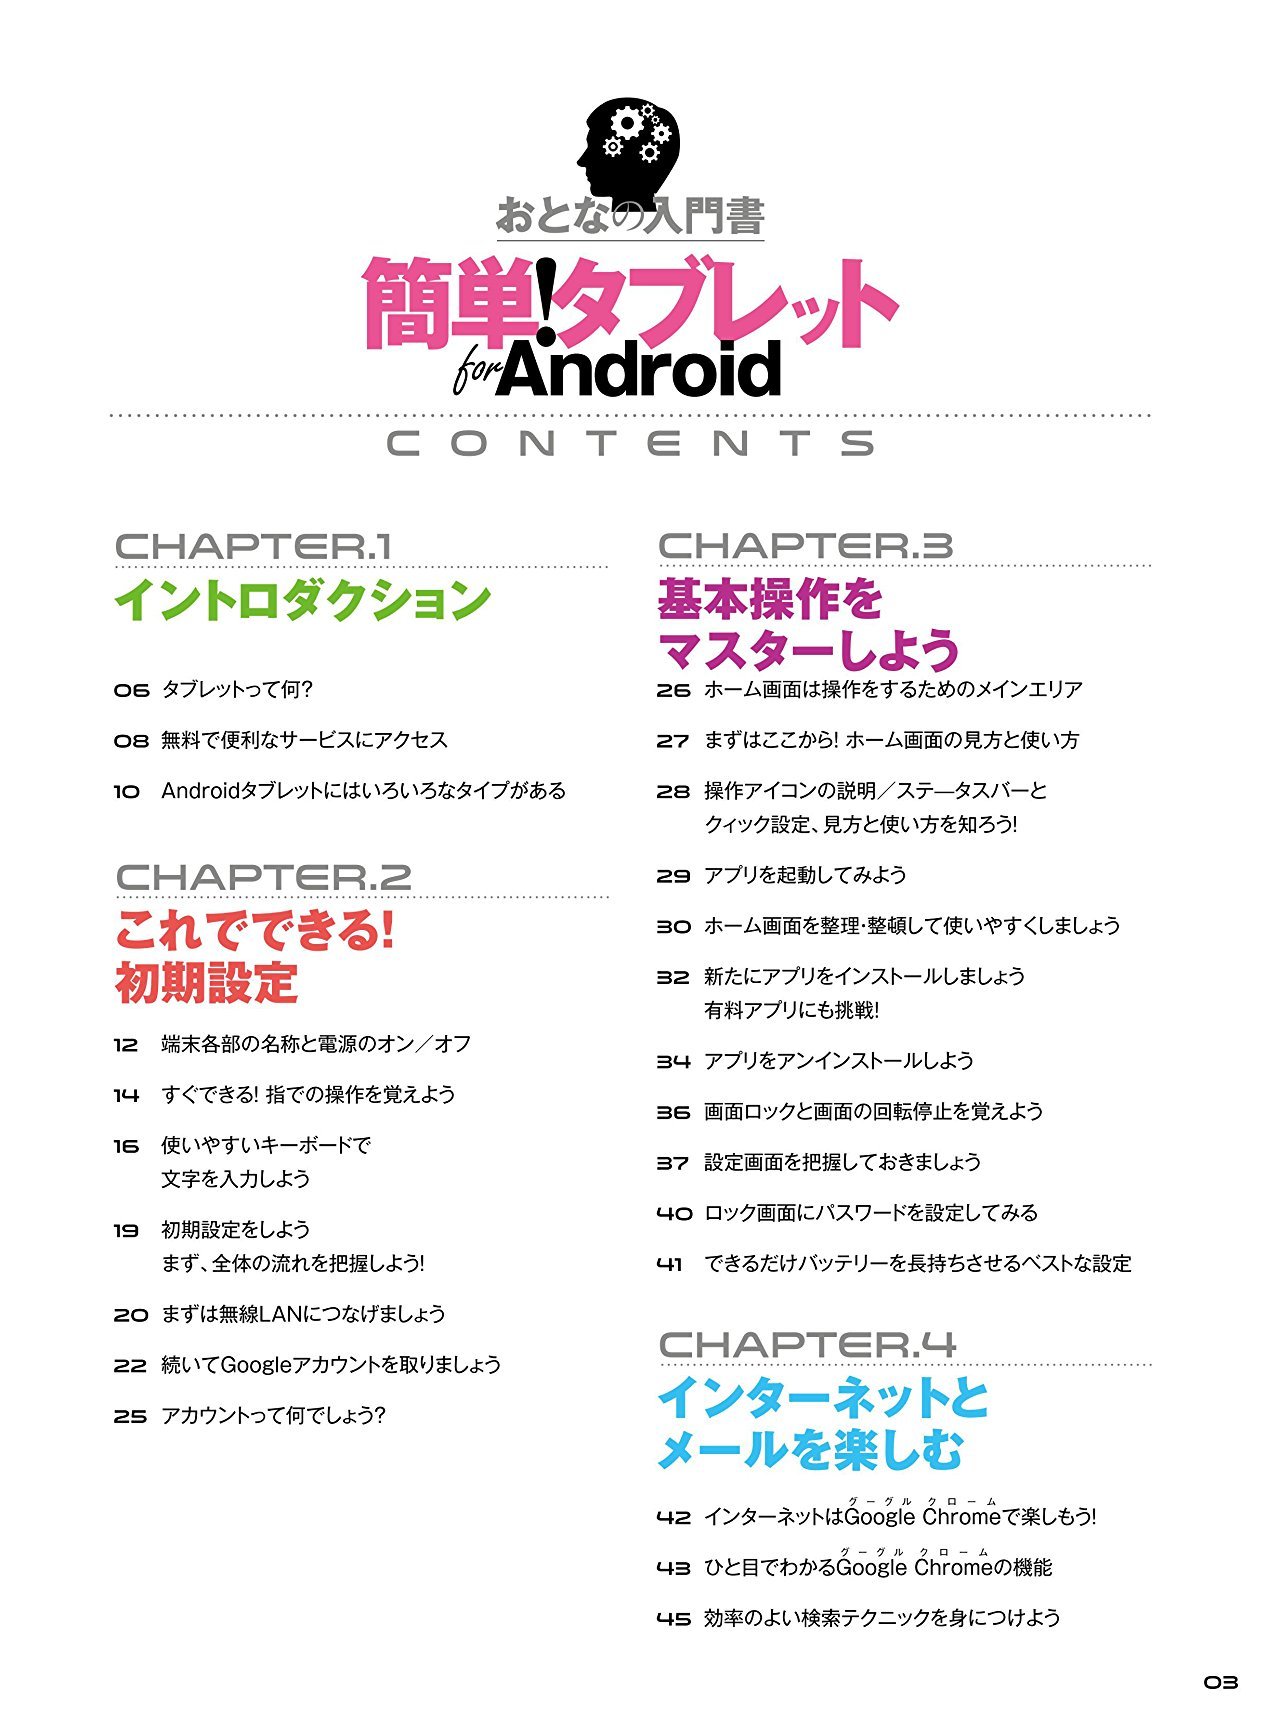 おとなの入門書
簡単!タブレット
for Android
CONTENTS
CHAPTER.1
イントロダクション
06 タブレットって何?
08 無料で便利なサービスにアクセス
10 Androidタブレットにはいろいろなタイプがある
CHAPTER.2
これでできる!
初期設定
12 端末各部の名称と電源のオン／オフ
14 すぐできる! 指での操作を覚えよう
16 使いやすいキーボードで
文字を入力しよう
19 初期設定をしよう
まず、全体の流れを把握しよう!
20 まずは無線LANにつなげましょう
22 続いてGoogleアカウントを取りましょう
25 アカウントって何でしょう?
CHAPTER.3
基本操作を
マスターしよう
26 ホーム画面は操作をするためのメインエリア
27 まずはここから! ホーム画面の見方と使い方
28 操作アイコンの説明／ステ―タスバーと
クィック設定、見方と使い方を知ろう!
29 アプリを起動してみよう
30 ホーム画面を整理・整頓して使いやすくしましょう
32 新たにアプリをインストールしましょう
有料アプリにも挑戦!
34 アプリをアンインストールしよう
36 画面ロックと画面の回転停止を覚えよう
37 設定画面を把握しておきましょう
40 ロック画面にパスワードを設定してみる
41 できるだけバッテリーを長持ちさせるベストな設定
CHAPTER.4
インターネットと
メールを楽しむ
グーグル クローム
42 インターネットはGoogle Chromeで楽しもう!
グーグル クローム
43 ひと目でわかるGoogle Chromeの機能
45 効率のよい検索テクニックを身につけよう
03